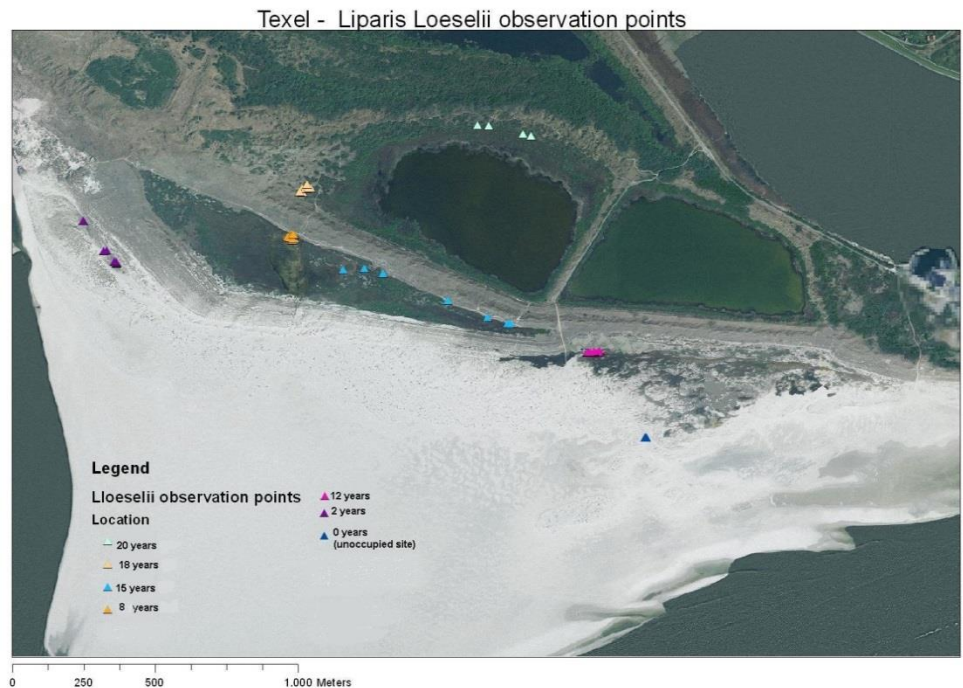 Texel - Liparis Loeselii observation points
Legend
Lloeselii observation points
Location
20 years
18 years
15 years
8 years
12 years
2 years
0 years
(unoccupied site)
0 250 500 1.000 Meters